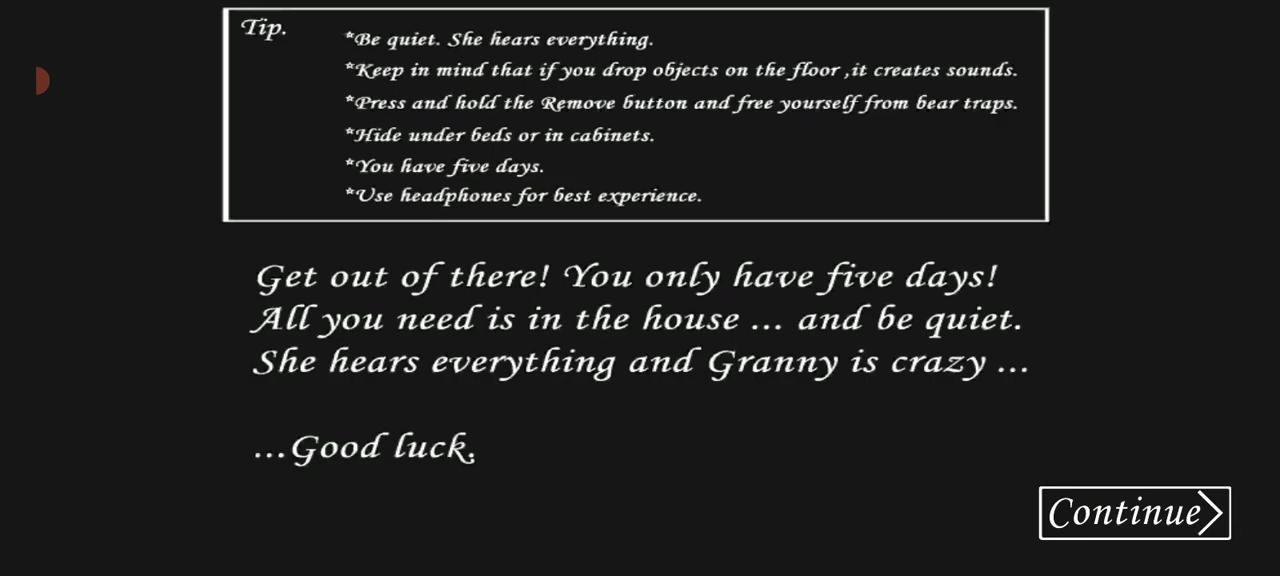 Tip.
*Be quiet. She hears everything.
*Keep in mind that if you drop objects on the floor ,it creates sounds.
*Press and hold the Remove button and free yourself from bear traps.
*Hide under beds or in cabinets.
*You have five days.
*Use headphones for best experience.
Get out of there! You only have five days!
All you need is in the house ... and be quiet.
She hears everything and Granny is crazy ...
...Good luck.
Continue